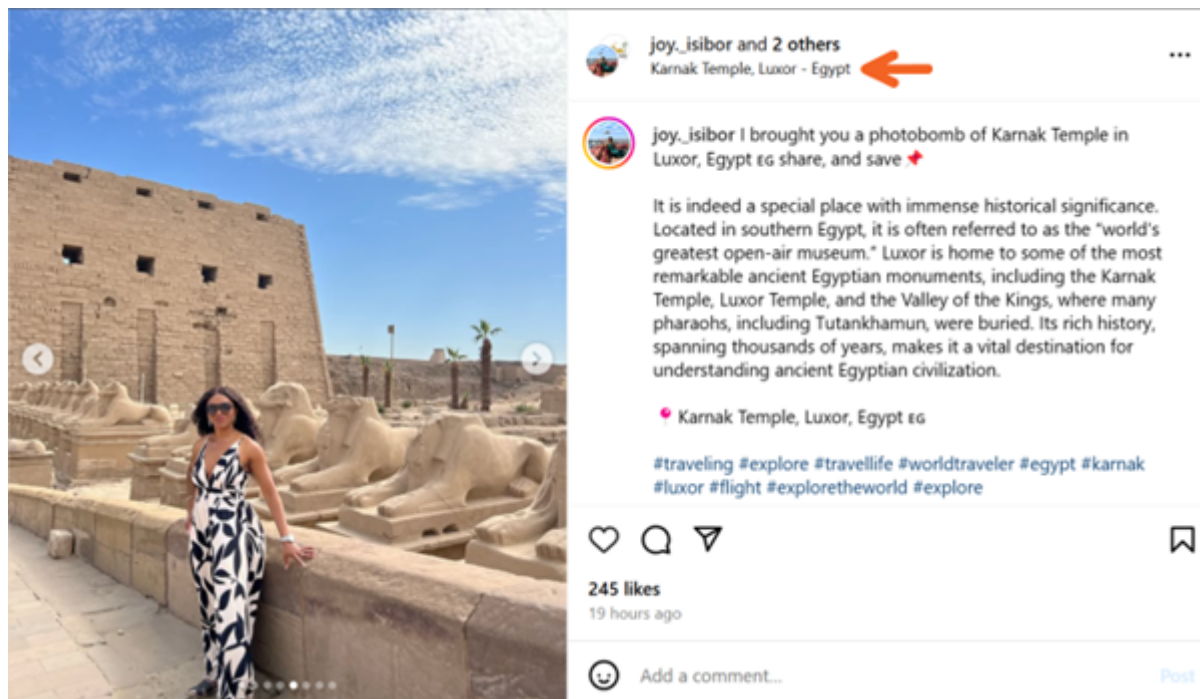 joy._isibor and 2 others
Karnak Temple, Luxor - Egypt
joy._isibor I brought you a photobomb of Karnak Temple in
Luxor, Egypt EG share, and save 📌
It is indeed a special place with immense historical significance.
Located in southern Egypt, it is often referred to as the "world's
greatest open-air museum." Luxor is home to some of the most
remarkable ancient Egyptian monuments, including the Karnak
Temple, Luxor Temple, and the Valley of the Kings, where many
pharaohs, including Tutankhamun, were buried. Its rich history,
spanning thousands of years, makes it a vital destination for
understanding ancient Egyptian civilization.
📍 Karnak Temple, Luxor, Egypt EG
#traveling #explore #travellife #worldtraveler #egypt #karnak
#luxor #flight #exploretheworld #explore
245 likes
19 hours ago
Add a comment...
Post